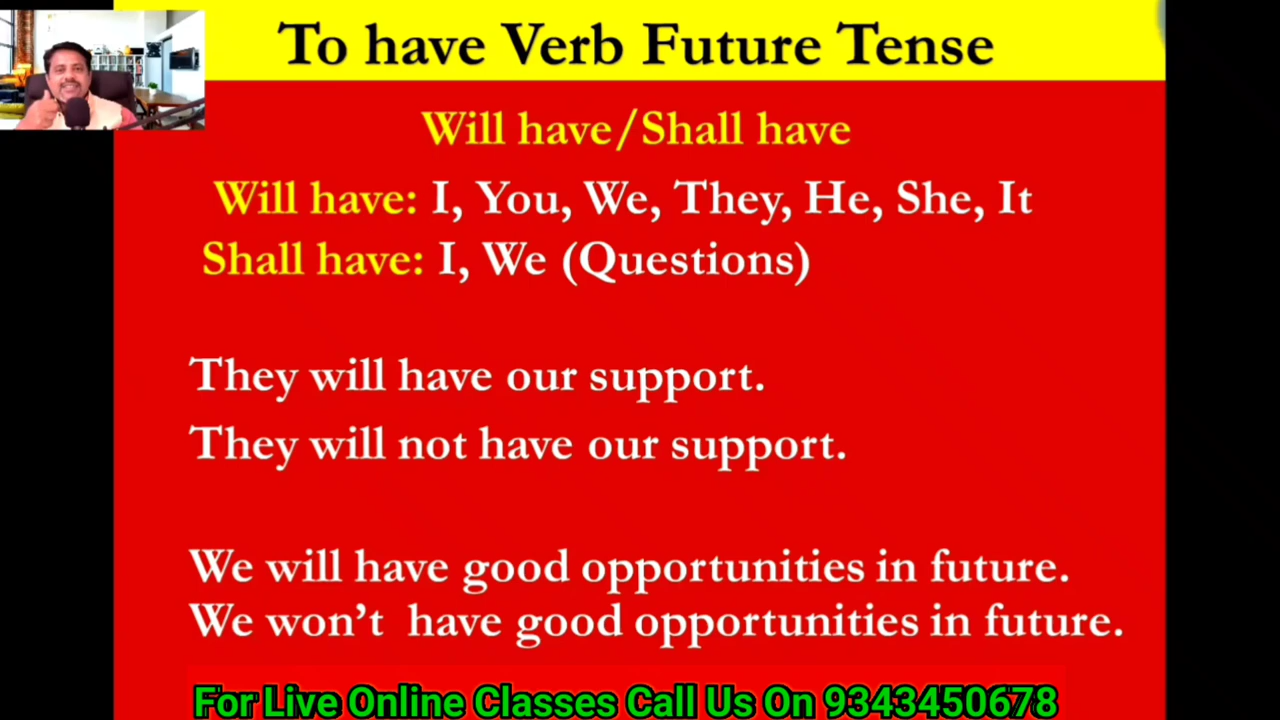 To have Verb Future Tense
Will have/Shall have
Will have: I, You, We, They, He, She, It
Shall have: I, We (Questions)
They will have our support.
They will not have our support.
We will have good opportunities in future.
We won’t have good opportunities in future.
For Live Online Classes Call Us On 9343450678